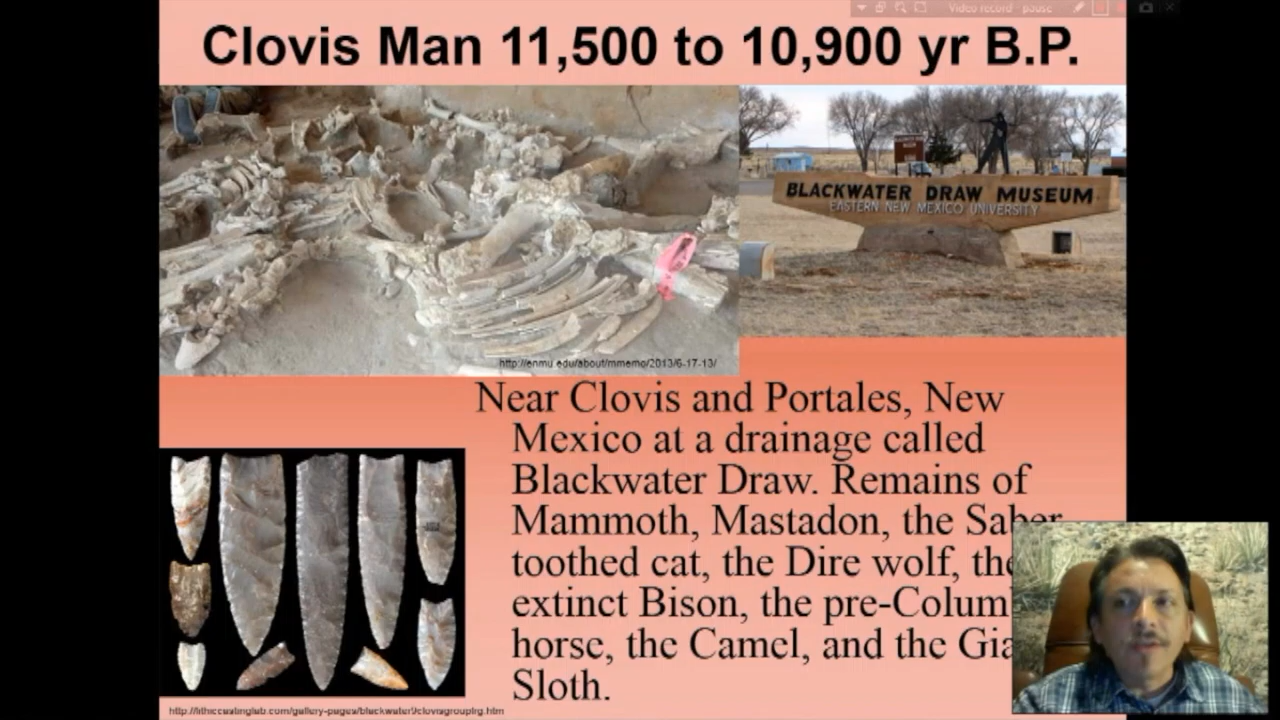 Video record - pause
Clovis Man 11,500 to 10,900 yr B.P.
BLACKWATER DRAW MUSEUM
EASTERN NEW MEXICO UNIVERSITY
http://enmu.edu/about/mmemo/2013/6-17-13/
Near Clovis and Portales, New
Mexico at a drainage called
Blackwater Draw. Remains of
Mammoth, Mastadon, the Saber
toothed cat, the Dire wolf, the
extinct Bison, the pre-Colum
horse, the Camel, and the Gia
Sloth.